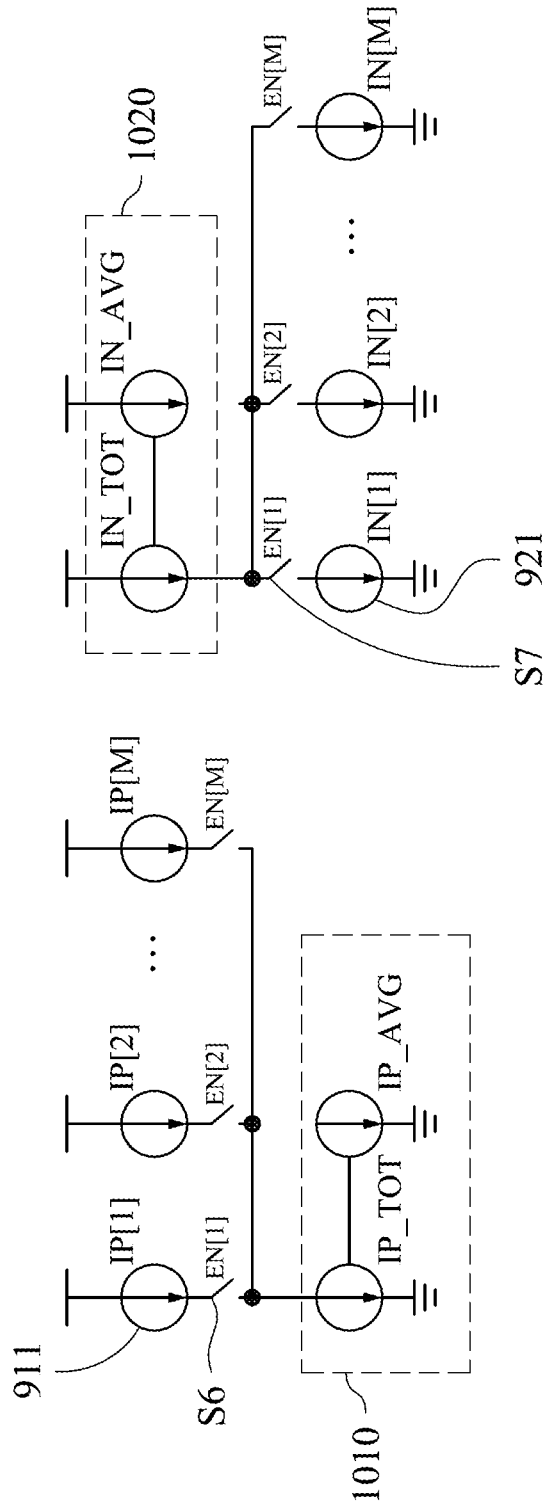 911
IP[1]
IP[2]
...
IP[M]
S6
EN[1]
EN[2]
EN[M]
1010
IP_TOT
IP_AVG
1020
IN_TOT
IN_AVG
EN[1]
EN[2]
EN[M]
S7
921
IN[1]
IN[2]
...
IN[M]